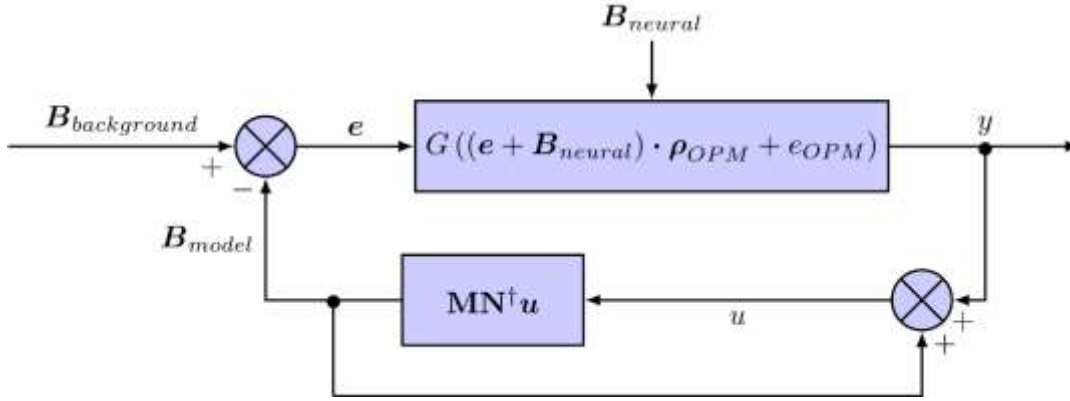 B_neural
B_background
e
G ((e + B_neural) · ρ_OPM + e_OPM)
y
+
−
B_model
MN†u
u
+
+